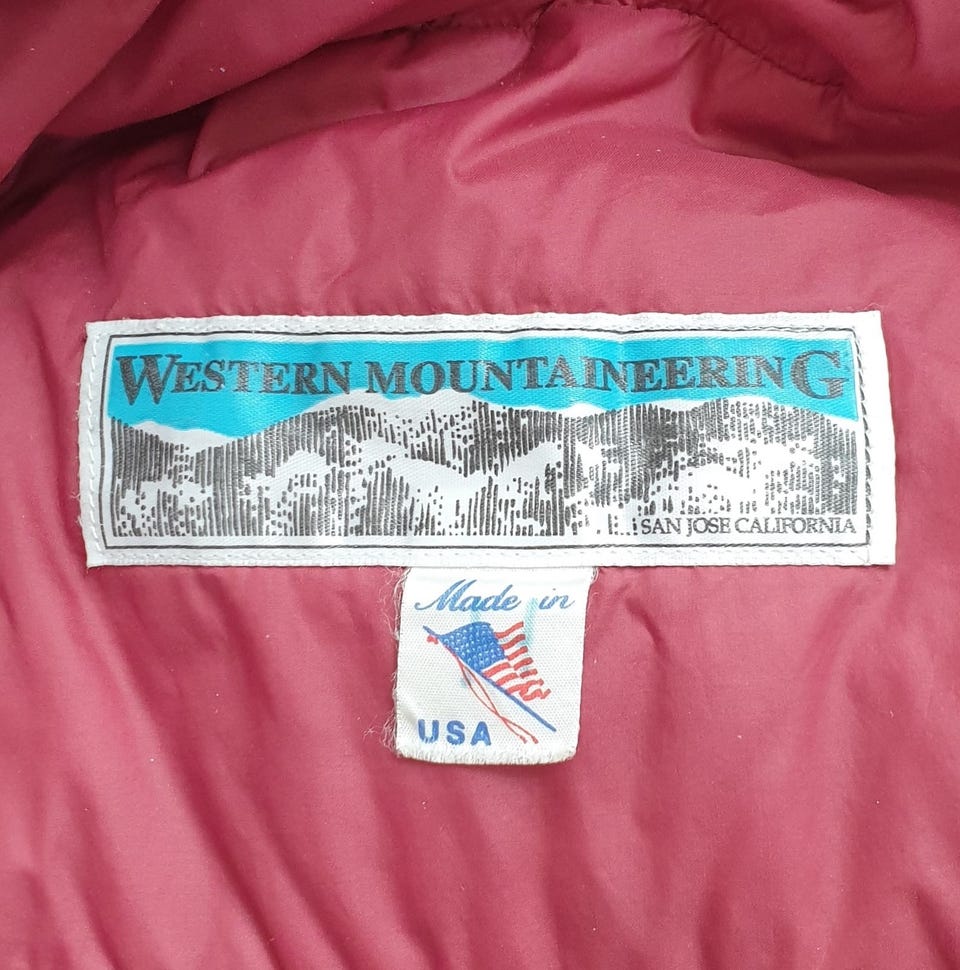 WESTERN MOUNTAINEERING
SAN JOSE CALIFORNIA
Made in
USA